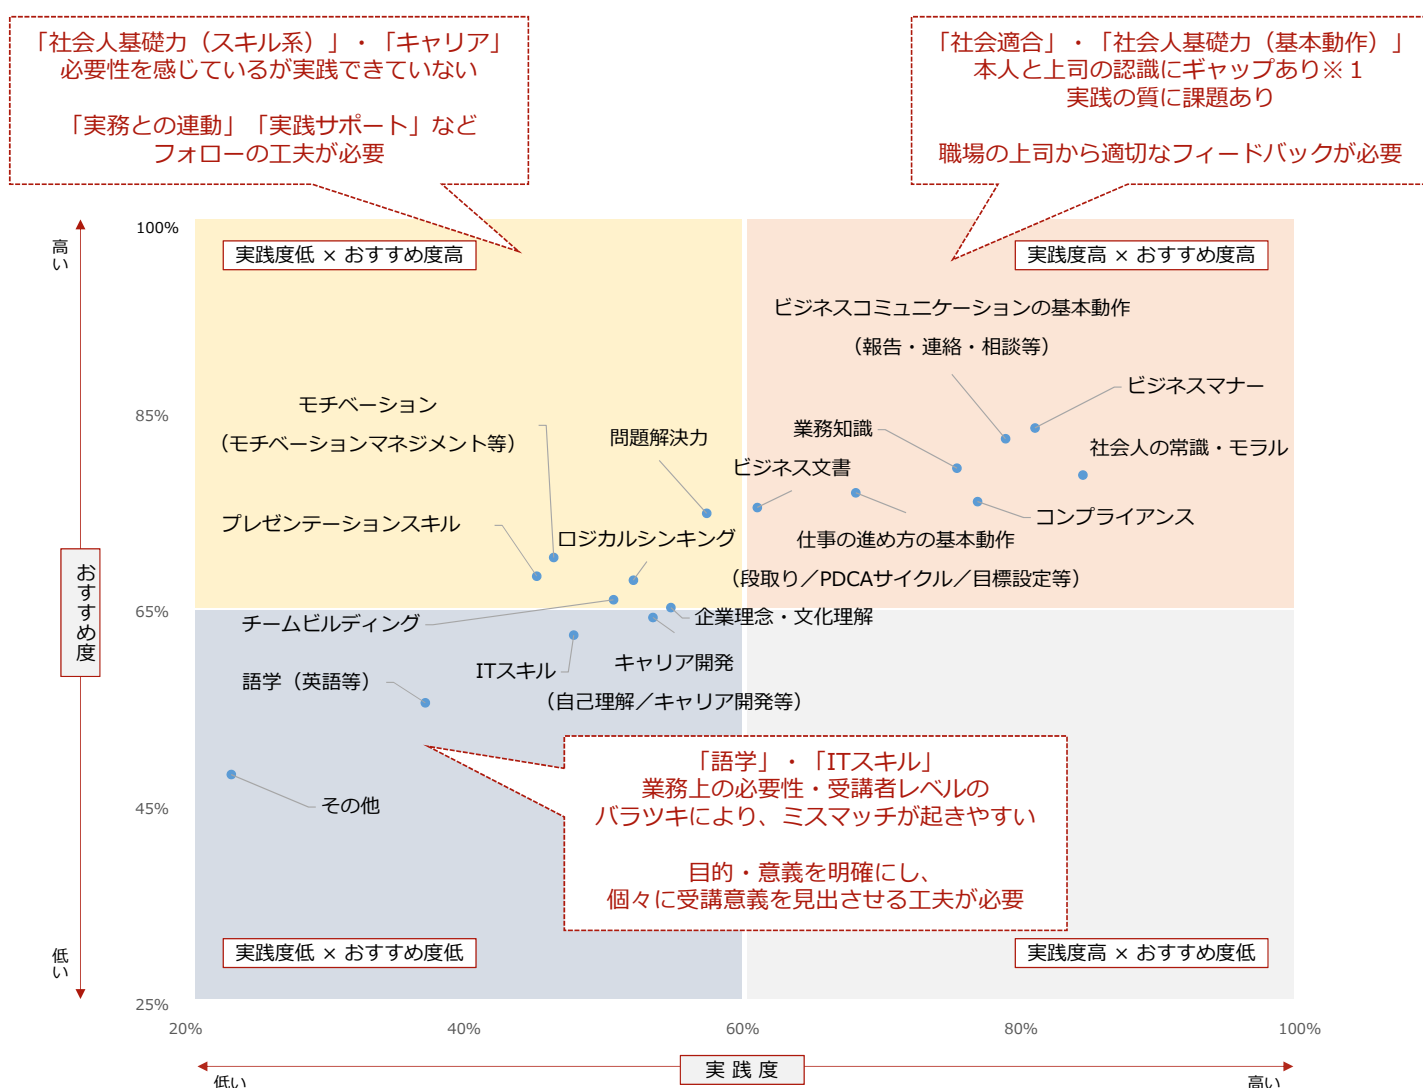 「社会人基礎力（スキル系）」・「キャリア」
必要性を感じているが実践できていない
「実務との連動」「実践サポート」など
フォローの工夫が必要
「社会適合」・「社会人基礎力（基本動作）」
本人と上司の認識にギャップあり※１
実践の質に課題あり
職場の上司から適切なフィードバックが必要
100%
高い
実践度低 × おすすめ度高
実践度高 × おすすめ度高
ビジネスコミュニケーションの基本動作
（報告・連絡・相談等）
ビジネスマナー
モチベーション
（モチベーションマネジメント等）
85%
問題解決力
業務知識
社会人の常識・モラル
ビジネス文書
プレゼンテーションスキル
ロジカルシンキング
仕事の進め方の基本動作
（段取り／PDCAサイクル／目標設定等）
コンプライアンス
おすすめ度
65%
チームビルディング
企業理念・文化理解
ITスキル
キャリア開発
（自己理解／キャリア開発等）
語学（英語等）
「語学」・「ITスキル」
業務上の必要性・受講者レベルの
バラツキにより、ミスマッチが起きやすい
目的・意義を明確にし、
個々に受講意義を見出させる工夫が必要
その他
45%
実践度低 × おすすめ度低
実践度高 × おすすめ度低
低い
25%
20%
40%
60%
80%
100%
実践度
低い
高い